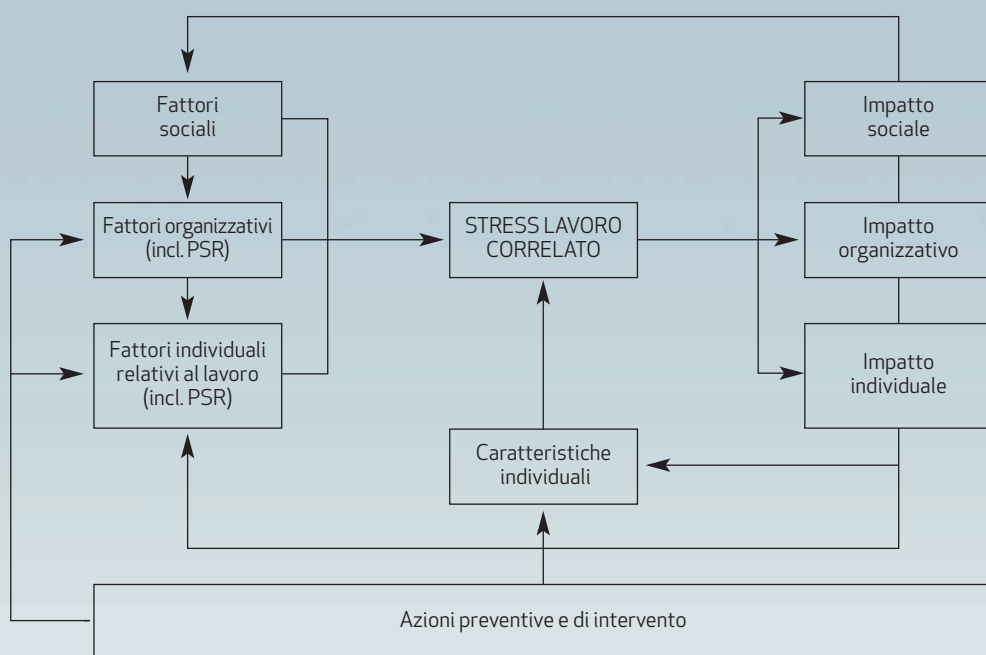 Fattori
sociali
Fattori organizzativi
(incl. PSR)
Fattori individuali
relativi al lavoro
(incl. PSR)
STRESS LAVORO
CORRELATO
Caratteristiche
individuali
Impatto
sociale
Impatto
organizzativo
Impatto
individuale
Azioni preventive e di intervento